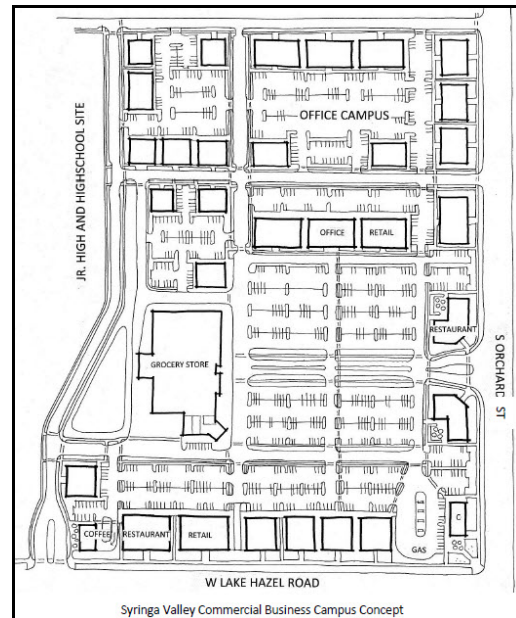 OFFICE CAMPUS
JR. HIGH AND HIGHSCHOOL SITE
OFFICE
RETAIL
RESTAURANT
GROCERY STORE
S ORCHARC ST
COFFEE
RESTAURANT
RETAIL
C
GAS
W LAKE HAZEL ROAD
Syringa Valley Commercial Business Campus Concept